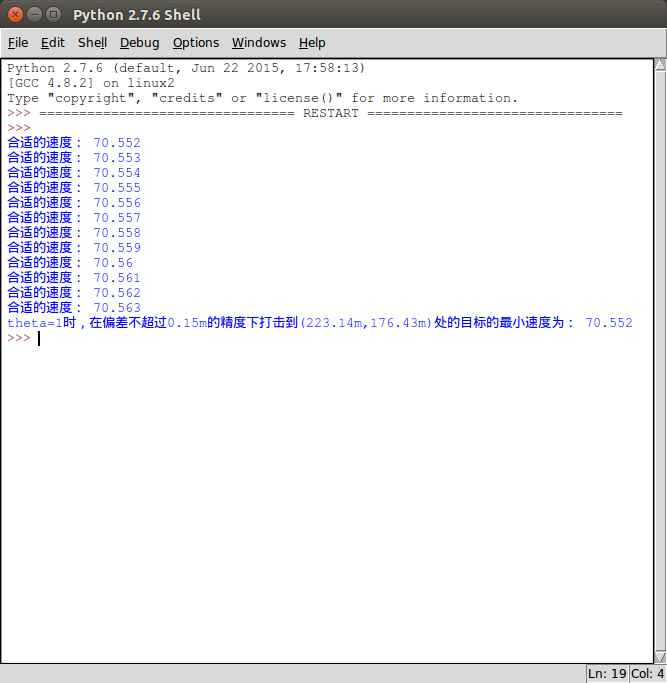 Python 2.7.6 Shell
File Edit Shell Debug Options Windows Help
Python 2.7.6 (default, Jun 22 2015, 17:58:13)
[GCC 4.8.2] on linux2
Type "copyright", "credits" or "license()" for more information.
>>> ================================ RESTART ================================
>>>
合适的速度： 70.552
合适的速度： 70.553
合适的速度： 70.554
合适的速度： 70.555
合适的速度： 70.556
合适的速度： 70.557
合适的速度： 70.558
合适的速度： 70.559
合适的速度： 70.56
合适的速度： 70.561
合适的速度： 70.562
合适的速度： 70.563
theta=1时，在偏差不超过0.15m的精度下打击到(223.14m,176.43m)处的目标的最小速度为： 70.552
>>>
Ln: 19 Col: 4